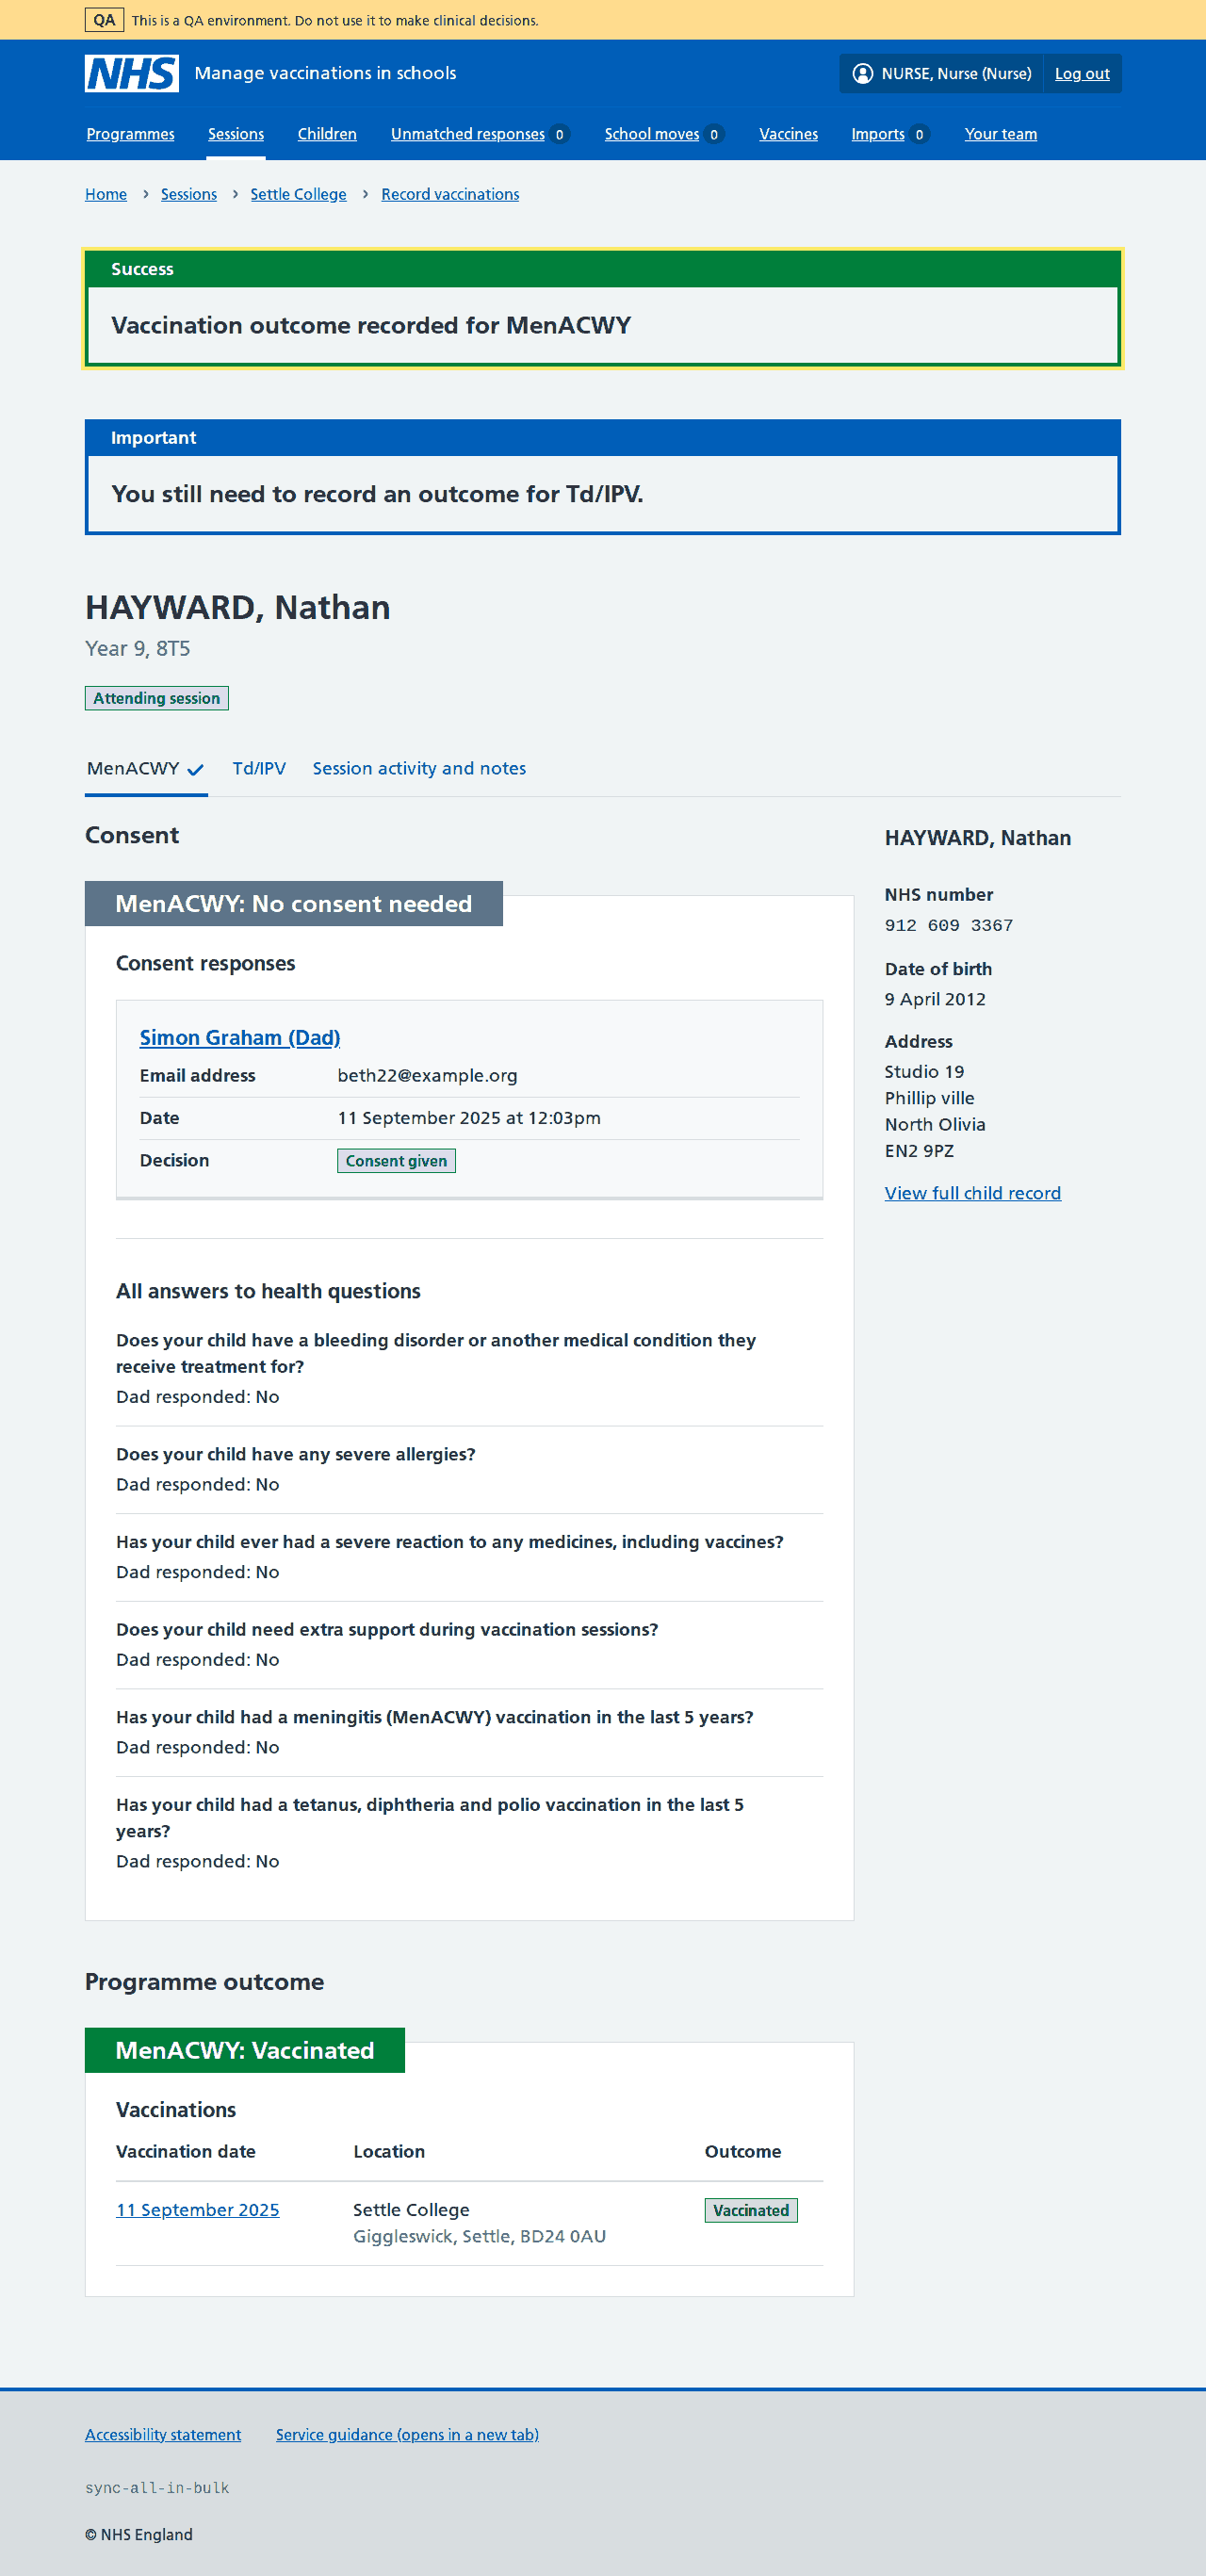 QA This is a QA environment. Do not use it to make clinical decisions.
NHS Manage vaccinations in schools NURSE, Nurse (Nurse) Log out
Programmes Sessions Children Unmatched responses 0 School moves 0 Vaccines Imports 0 Your team
Home › Sessions › Settle College › Record vaccinations
Success
Vaccination outcome recorded for MenACWY
Important
You still need to record an outcome for Td/IPV.
HAYWARD, Nathan
Year 9, 8T5
Attending session
MenACWY Td/IPV Session activity and notes
Consent
MenACWY: No consent needed
Consent responses
Simon Graham (Dad)
Email address beth22@example.org
Date 11 September 2025 at 12:03pm
Decision Consent given
All answers to health questions
Does your child have a bleeding disorder or another medical condition they
receive treatment for?
Dad responded: No
Does your child have any severe allergies?
Dad responded: No
Has your child ever had a severe reaction to any medicines, including vaccines?
Dad responded: No
Does your child need extra support during vaccination sessions?
Dad responded: No
Has your child had a meningitis (MenACWY) vaccination in the last 5 years?
Dad responded: No
Has your child had a tetanus, diphtheria and polio vaccination in the last 5
years?
Dad responded: No
HAYWARD, Nathan
NHS number
912 609 3367
Date of birth
9 April 2012
Address
Studio 19
Phillip ville
North Olivia
EN2 9PZ
View full child record
Programme outcome
MenACWY: Vaccinated
Vaccinations
Vaccination date Location Outcome
11 September 2025 Settle College Vaccinated
Giggleswick, Settle, BD24 0AU
Accessibility statement Service guidance (opens in a new tab)
sync-all-in-bulk
© NHS England